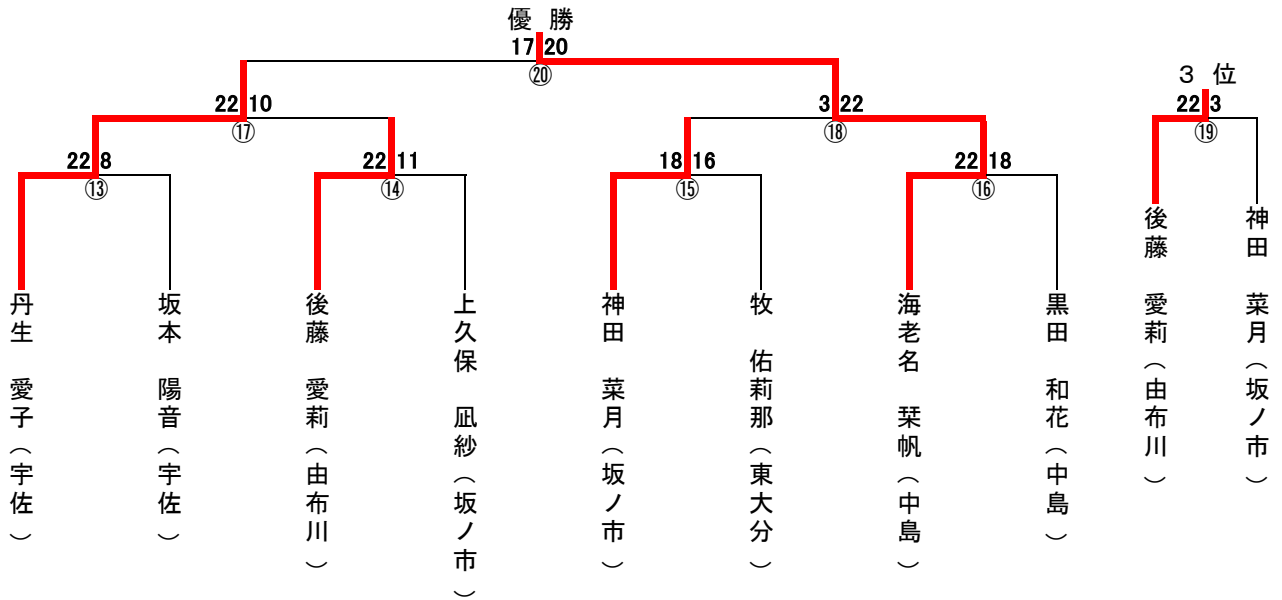 優 勝
17 20
⑳
3 位
22 10
⑰
3 22
⑱
22 3
⑲
22 8
⑬
22 11
⑭
18 16
⑮
22 18
⑯
丹生 愛子(宇佐)
坂本 陽音(宇佐)
後藤 愛莉(由布川)
上久保 凪紗(坂ノ市)
神田 菜月(坂ノ市)
牧 佑莉那(東大分)
海老名 栞帆(中島)
黒田 和花(中島)
後藤 愛莉(由布川)
神田 菜月(坂ノ市)